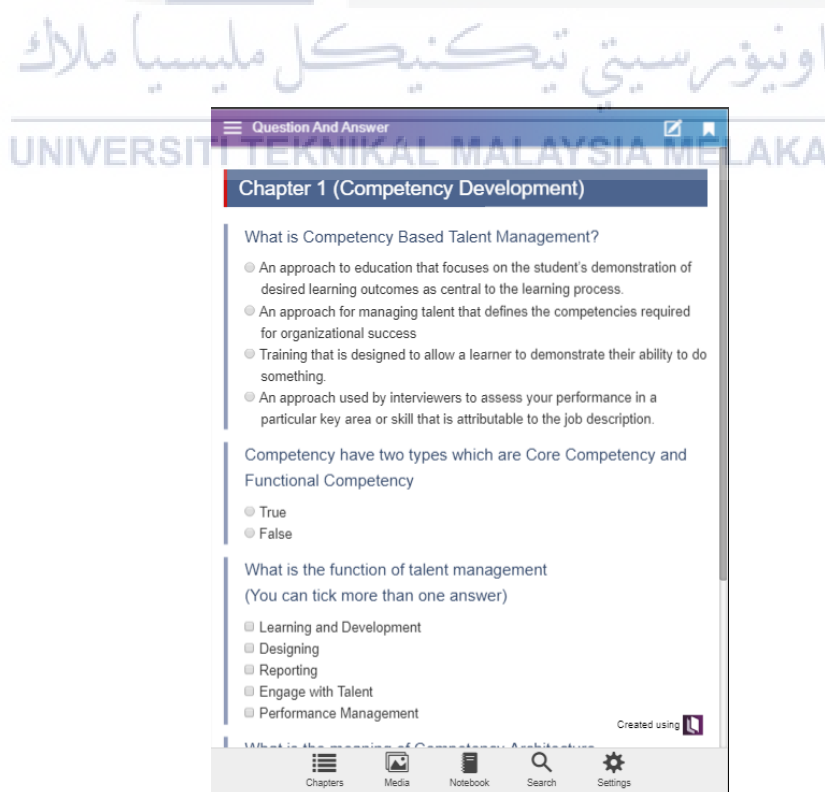 اونيۏرسيتي تيكنيكل مليسيا ملاك
UNIVERSITI TEKNIKAL MALAYSIA MELAKA
Question And Answer
Chapter 1 (Competency Development)
What is Competency Based Talent Management?
An approach to education that focuses on the student's demonstration of
desired learning outcomes as central to the learning process.
An approach for managing talent that defines the competencies required
for organizational success
Training that is designed to allow a learner to demonstrate their ability to do
something.
An approach used by interviewers to assess your performance in a
particular key area or skill that is attributable to the job description.
Competency have two types which are Core Competency and
Functional Competency
True
False
What is the function of talent management
(You can tick more than one answer)
Learning and Development
Designing
Reporting
Engage with Talent
Performance Management
Created using
What is the meaning of Competency Architecture
Chapters Media Notebook Search Settings